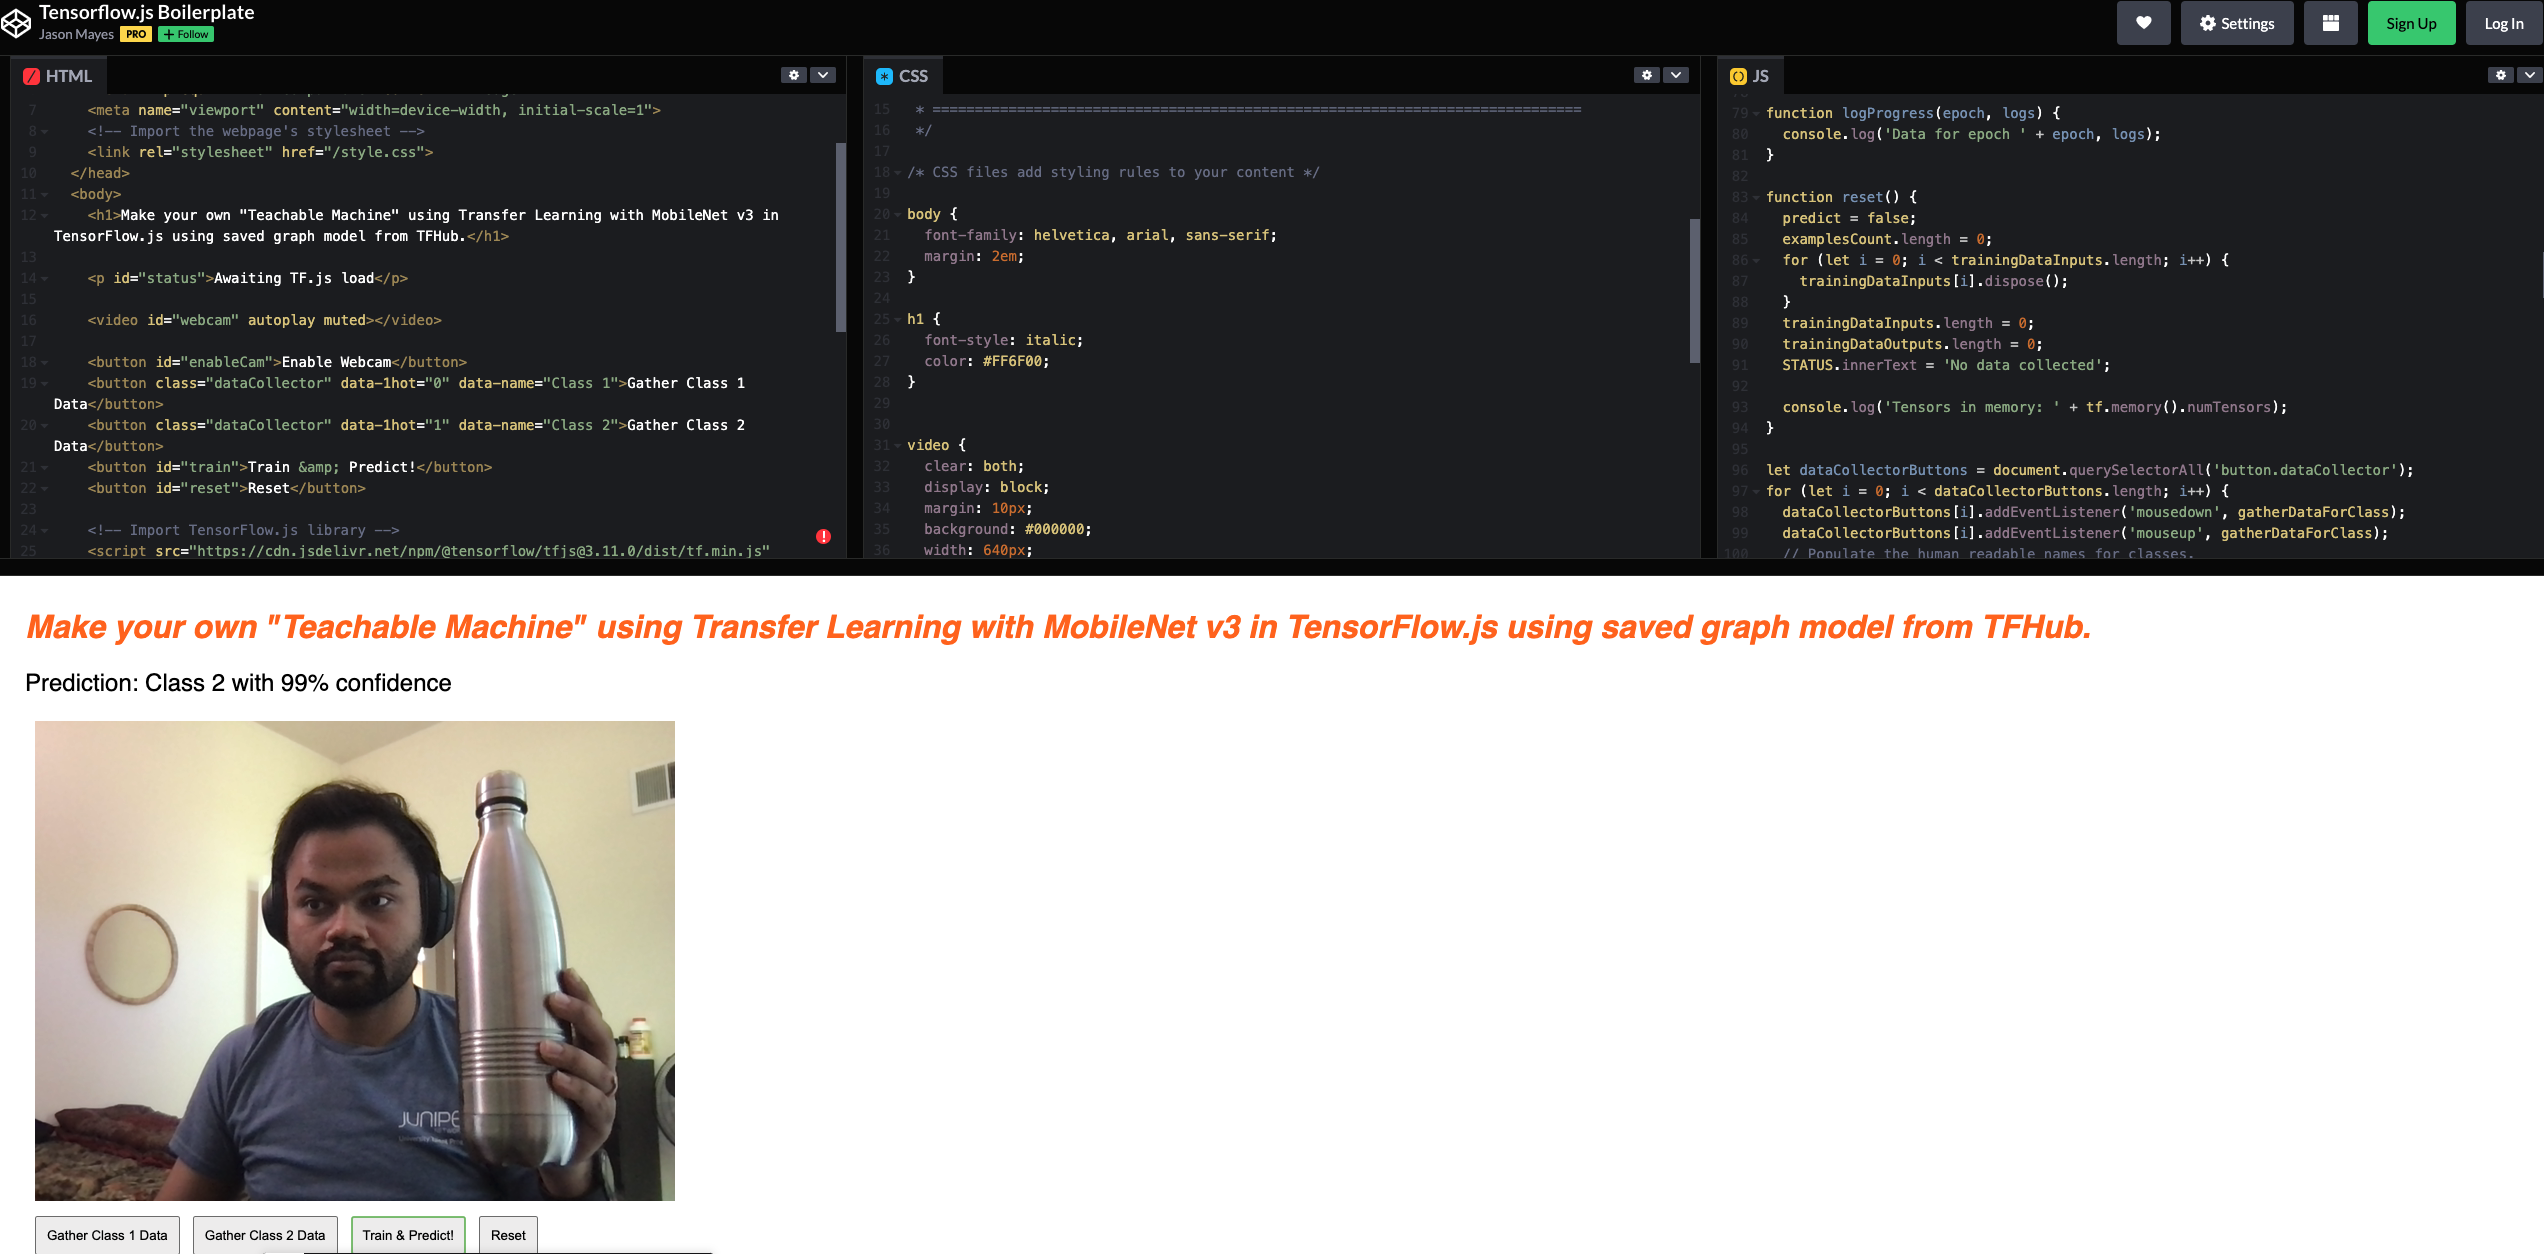 Tensorflow.js Boilerplate
Jason Mayes PRO + Follow
Settings
Sign Up
Log In
HTML
7 <meta name="viewport" content="width=device-width, initial-scale=1">
8 <!-- Import the webpage's stylesheet -->
9 <link rel="stylesheet" href="/style.css">
10 </head>
11 <body>
12 <h1>Make your own "Teachable Machine" using Transfer Learning with MobileNet v3 in
TensorFlow.js using saved graph model from TFHub.</h1>
13
14 <p id="status">Awaiting TF.js load</p>
15
16 <video id="webcam" autoplay muted></video>
17
18 <button id="enableCam">Enable Webcam</button>
19 <button class="dataCollector" data-1hot="0" data-name="Class 1">Gather Class 1
Data</button>
20 <button class="dataCollector" data-1hot="1" data-name="Class 2">Gather Class 2
Data</button>
21 <button id="train">Train &amp; Predict!</button>
22 <button id="reset">Reset</button>
23
24 <!-- Import TensorFlow.js library -->
25 <script src="https://cdn.jsdelivr.net/npm/@tensorflow/tfjs@3.11.0/dist/tf.min.js"
CSS
15 * =============================================================================
16 */
17
18 /* CSS files add styling rules to your content */
19
20 body {
21 font-family: helvetica, arial, sans-serif;
22 margin: 2em;
23 }
24
25 h1 {
26 font-style: italic;
27 color: #FF6F00;
28 }
29
30
31 video {
32 clear: both;
33 display: block;
34 margin: 10px;
35 background: #000000;
36 width: 640px;
JS
79 function logProgress(epoch, logs) {
80 console.log('Data for epoch ' + epoch, logs);
81 }
82
83 function reset() {
84 predict = false;
85 examplesCount.length = 0;
86 for (let i = 0; i < trainingDataInputs.length; i++) {
87 trainingDataInputs[i].dispose();
88 }
89 trainingDataInputs.length = 0;
90 trainingDataOutputs.length = 0;
91 STATUS.innerText = 'No data collected';
92
93 console.log('Tensors in memory: ' + tf.memory().numTensors);
94 }
95
96 let dataCollectorButtons = document.querySelectorAll('button.dataCollector');
97 for (let i = 0; i < dataCollectorButtons.length; i++) {
98 dataCollectorButtons[i].addEventListener('mousedown', gatherDataForClass);
99 dataCollectorButtons[i].addEventListener('mouseup', gatherDataForClass);
100 // Populate the human readable names for classes.
Make your own "Teachable Machine" using Transfer Learning with MobileNet v3 in TensorFlow.js using saved graph model from TFHub.
Prediction: Class 2 with 99% confidence
JUNIPE
Gather Class 1 Data
Gather Class 2 Data
Train & Predict!
Reset